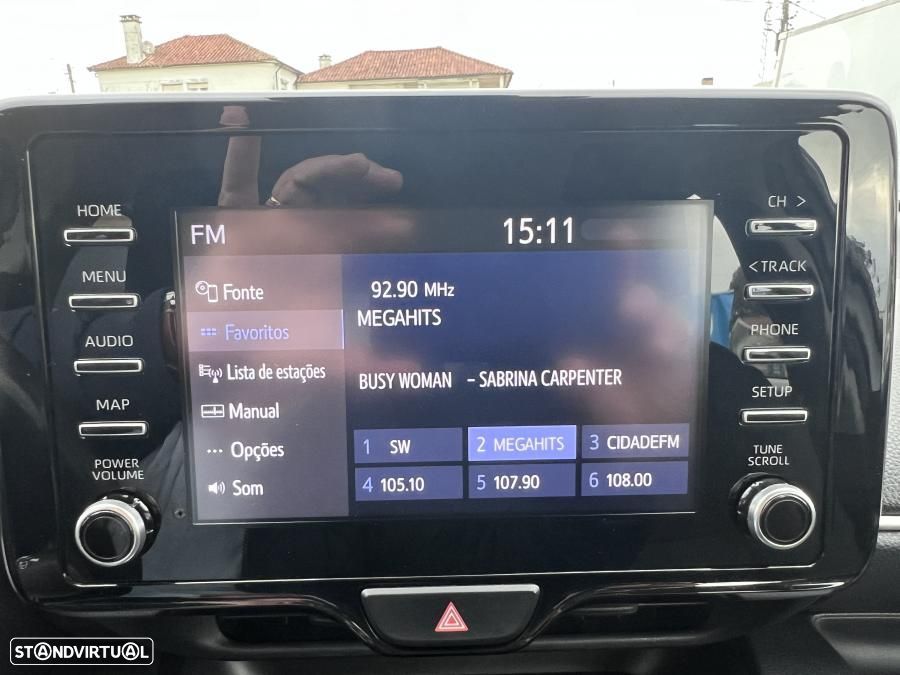 HOME
MENU
AUDIO
MAP
POWER
VOLUME
FM 15:11
Fonte
Favoritos
Lista de estações
Manual
Opções
Som
92.90 MHz
MEGAHITS
BUSY WOMAN - SABRINA CARPENTER
1 SW 2 MEGAHITS 3 CIDADEFM
4 105.10 5 107.90 6 108.00
CH >
< TRACK
PHONE
SETUP
TUNE
SCROLL
STANDVIRTUAL